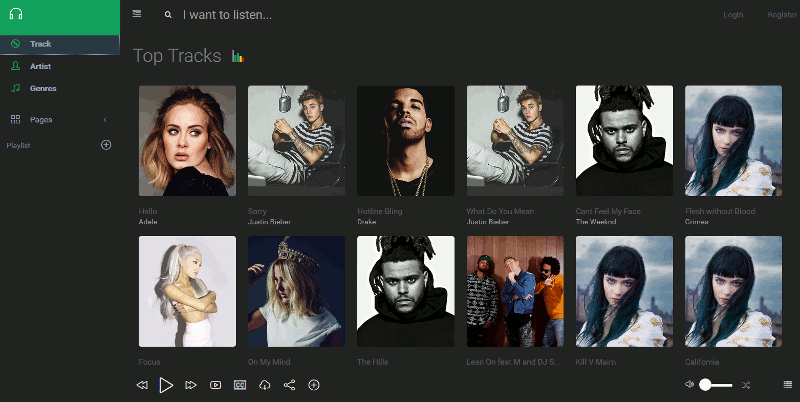 I want to listen...
Login
Register
Track
Artist
Genres
Pages
Playlist
Top Tracks
Hello
Adele
Sorry
Justin Bieber
Hotline Bling
Drake
What Do You Mean
Justin Bieber
Cant Feel My Face
The Weeknd
Flesh without Blood
Grimes
Focus
On My Mind
The Hills
Lean On feat M and DJ S...
Kill V Maim
California
CC